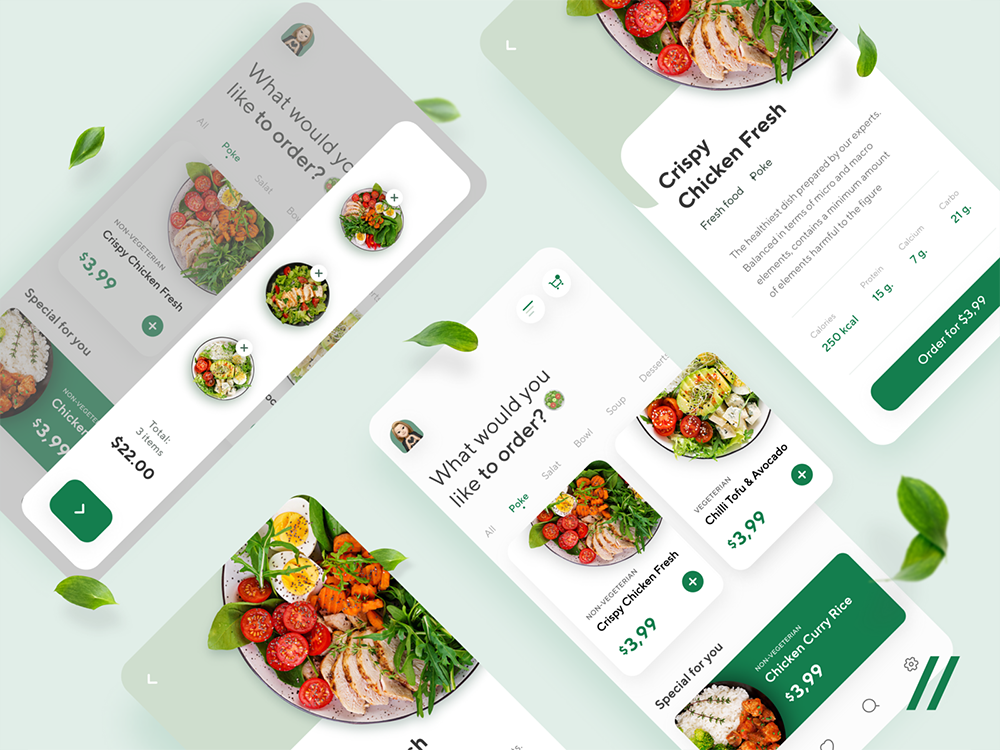 What would you
like to order?
All
Poke
Salat
Bow
NON-VEGETERIAN
Crispy Chicken Fresh
$3,99
Special for you
NON-VEGETE
Chicken
$3,99
Total:
3 items
$22.00
Crispy
Chicken Fresh
Fresh food Poke
The healthiest dish prepared by our experts.
Balanced in terms of micro and macro
elements, contains a minimum amount
of elements harmful to the figure
Calories
250 kcal
Protein
15 g.
Calcium
7 g.
Carbo
21 g.
Order for $3,99
What would you
like to order?
All
Poke
Salat
Bowl
Soup
Desserts
NON-VEGETERIAN
Crispy Chicken Fresh
$3,99
VEGETERIAN
Chilli Tofu & Avocado
$3,99
Special for you
NON-VEGETERIAN
Chicken Curry Rice
$3,99